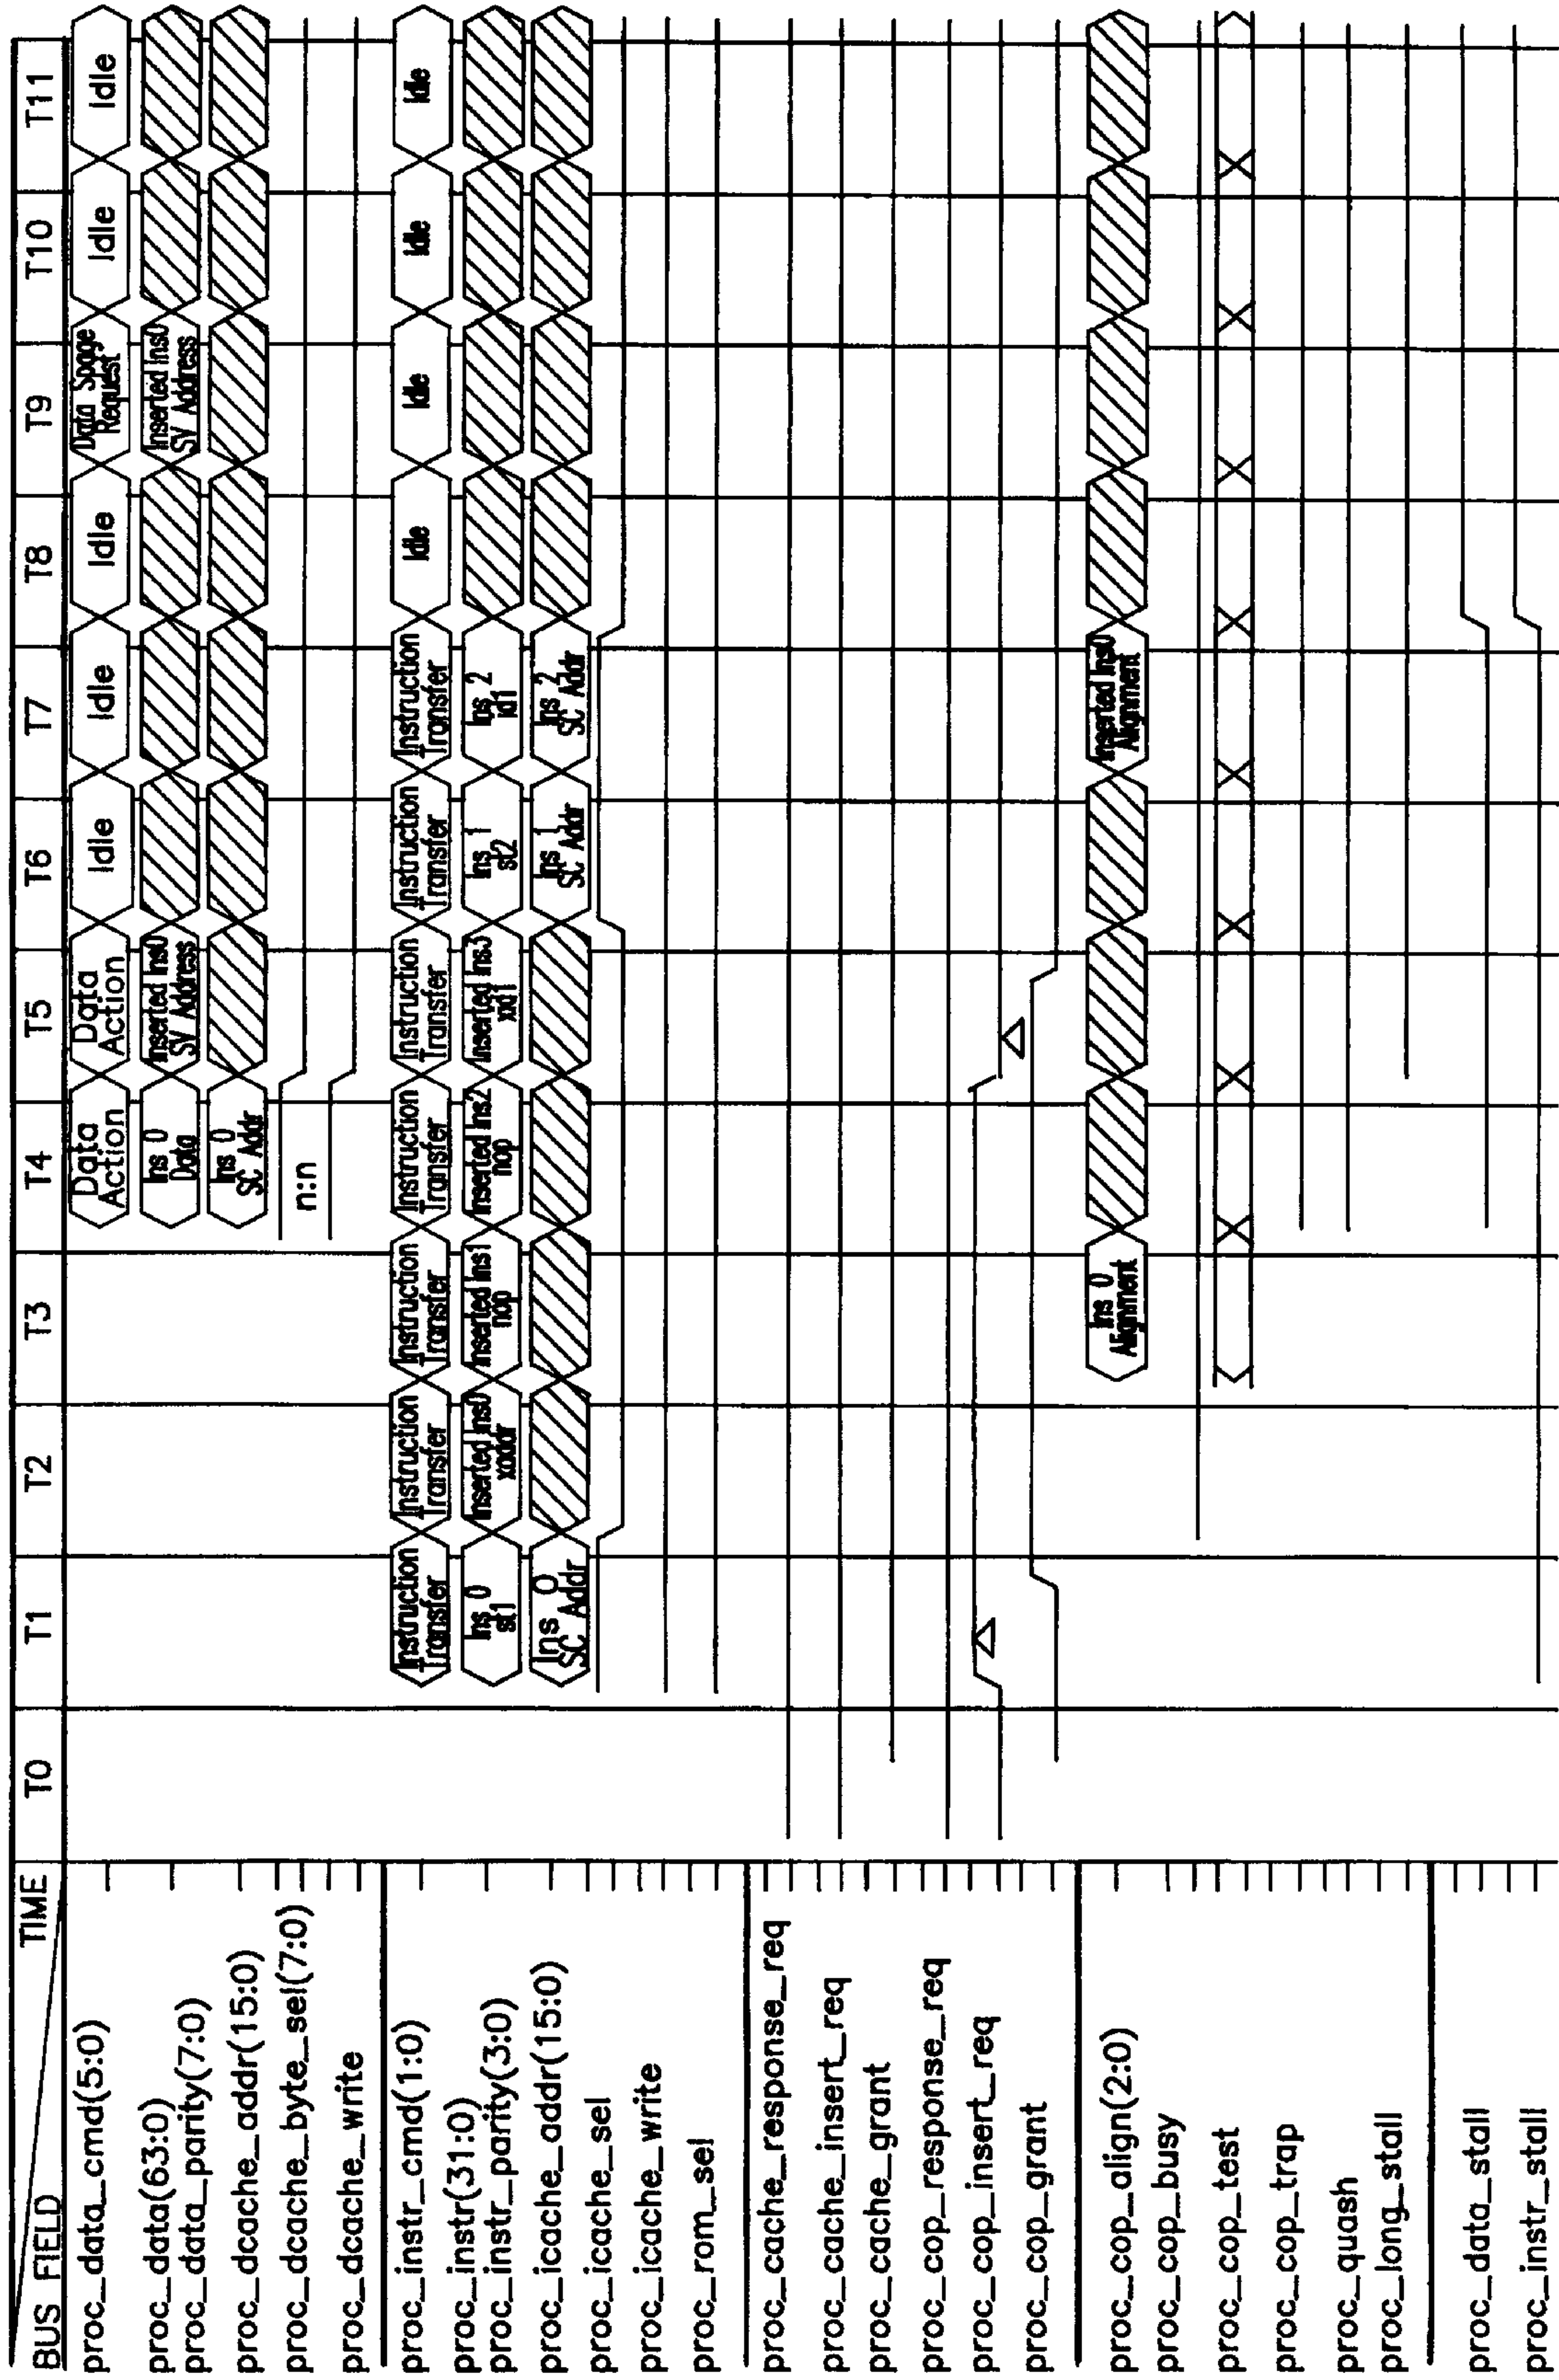 BUS FIELD TIME T0 T1 T2 T3 T4 T5 T6 T7 T8 T9 T10 T11
proc_data_cmd(5:0) Data Action Data Action Idle Idle Idle Data Space Request Idle Idle
proc_data(63:0)
proc_data_parity(7:0) Ins 0 Data Inserted Ins0 SV Address Inserted Ins0 SV Address
proc_dcache_addr(15:0) Ins 0 SC Addr
proc_dcache_byte_sel(7:0) n:n
proc_dcache_write
proc_instr_cmd(1:0) Instruction Transfer Instruction Transfer Instruction Transfer Instruction Transfer Instruction Transfer Instruction Transfer Instruction Transfer Idle Idle Idle Idle
proc_instr(31:0)
proc_instr_parity(3:0) Ins 0 st1 Inserted Ins0 xaddr Inserted Ins1 nop Inserted Ins2 nop Inserted Ins3 xxq1 Ins 1 st2 Ins 2 ld1
proc_icache_addr(15:0) Ins 0 SC Addr Ins 1 SC Addr Ins 2 SC Addr
proc_icache_sel
proc_icache_write
proc_rom_sel
proc_cache_response_req
proc_cache_insert_req
proc_cache_grant
proc_cop_response_req
proc_cop_insert_req
proc_cop_grant
proc_cop_align(2:0) Ins 0 Alignment Inserted Ins0 Alignment
proc_cop_busy
proc_cop_test
proc_cop_trap
proc_quash
proc_long_stall
proc_data_stall
proc_instr_stall